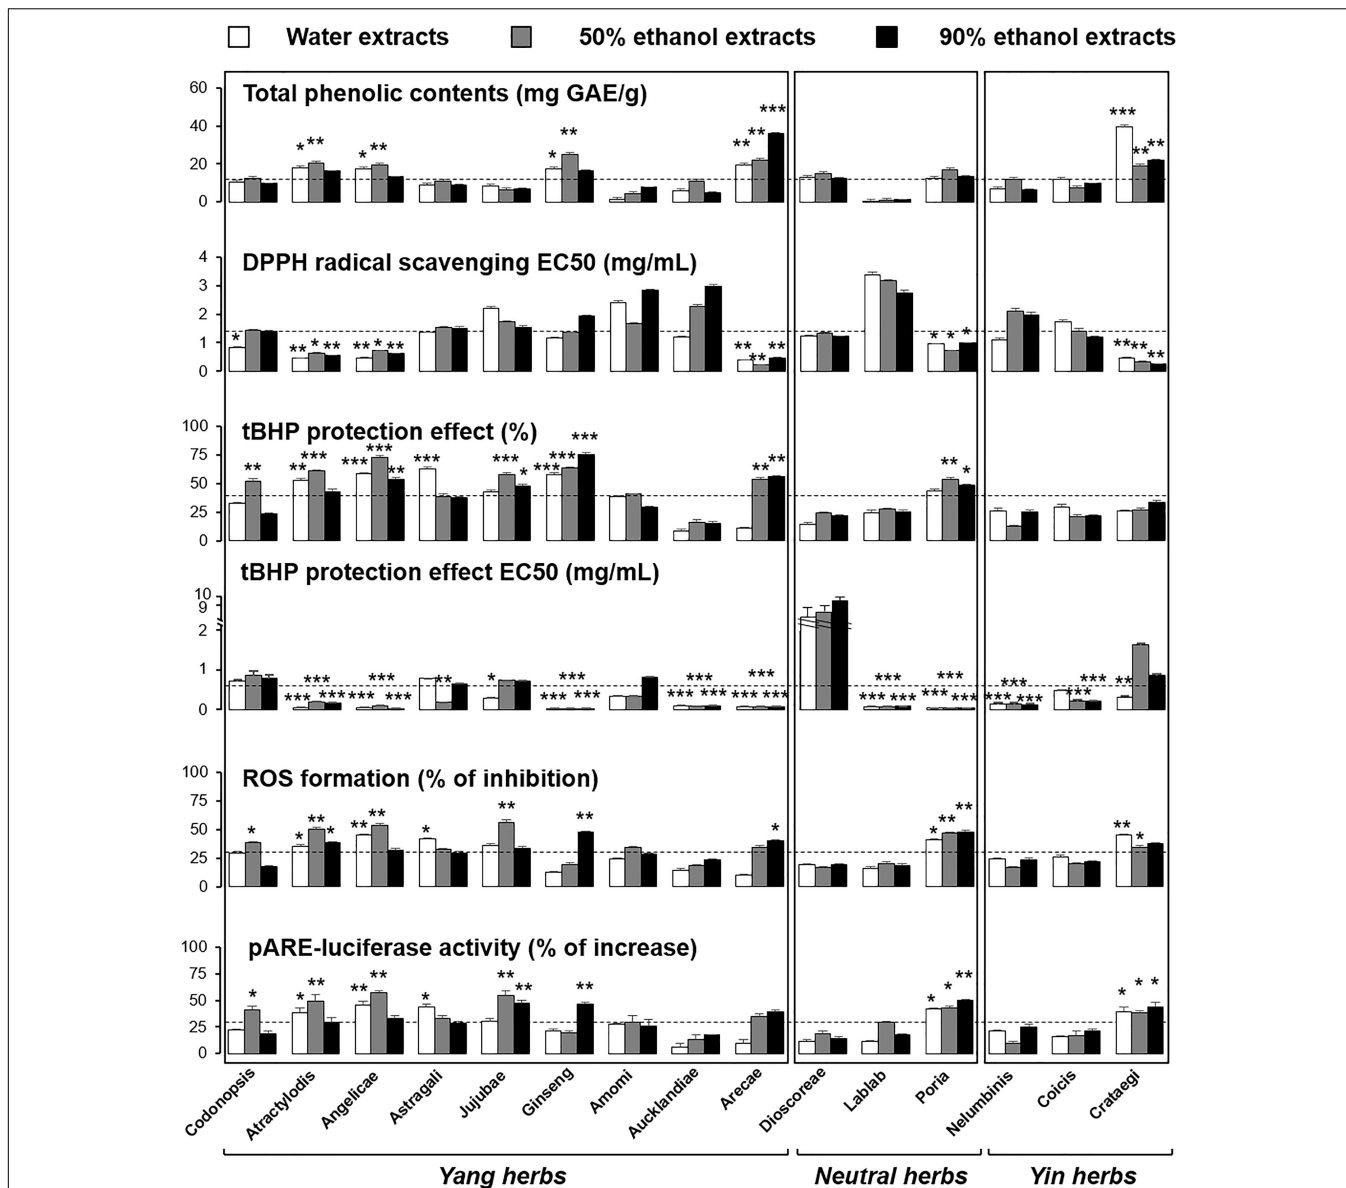 Water extracts 50% ethanol extracts 90% ethanol extracts
Total phenolic contents (mg GAE/g)
60
40
20
0
* ** * ** * ** ** ** *** *** ** **
DPPH radical scavenging EC50 (mg/mL)
4
3
2
1
0
* ** * ** ** * ** ** ** ** * * * ** ** **
tBHP protection effect (%)
100
75
50
25
0
** ** *** *** *** ** *** *** * *** *** *** ** ** ** *
tBHP protection effect EC50 (mg/mL)
10
9
2
1
0
*** *** ** * *** *** *** *** *** *** ***
*** *** *** *** *** *** *** *** *** *** *** *** *** *** *** *** *** **
ROS formation (% of inhibition)
100
75
50
25
0
* * ** * ** ** * ** ** * * ** ** ** *
pARE-luciferase activity (% of increase)
100
75
50
25
0
* * ** ** ** * ** ** ** * * ** * * *
Codonopsis Atractylodis Angelicae Astragali Jujubae Ginseng Amomi Aucklandiae Arecae Dioscoreae Lablab Poria Nelumbinis Coicis Crataegi
Yang herbs Neutral herbs Yin herbs